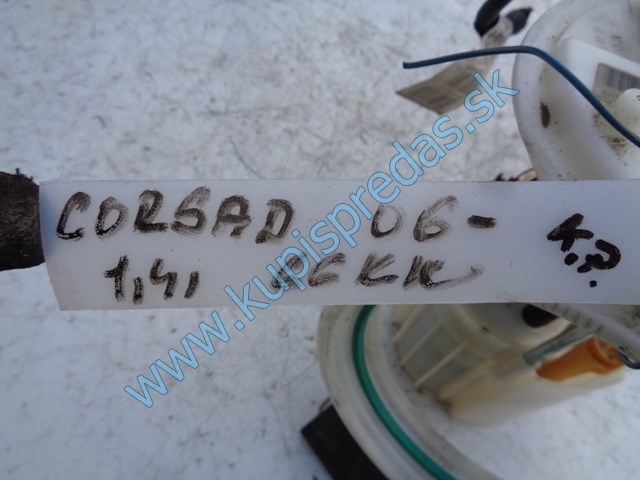 CORSA D 06-
1,4i
K.P.
www.kupispredas.sk